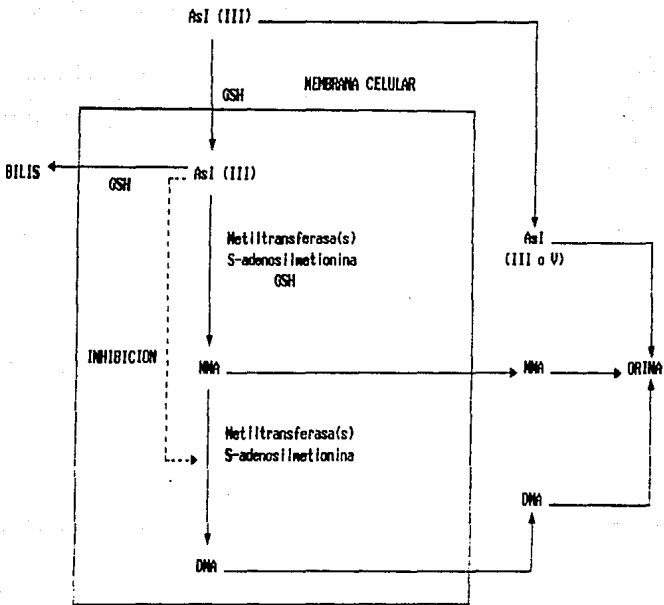 AsI (III)
MEMBRANA CELULAR
GSH
BILIS
GSH
AsI (III)
Metiltransferasa(s)
S-adenosilmetionina
GSH
AsI
(III o V)
INHIBICION
MMA
MMA
ORINA
Metiltransferasa(s)
S-adenosilmetionina
DMA
DMA